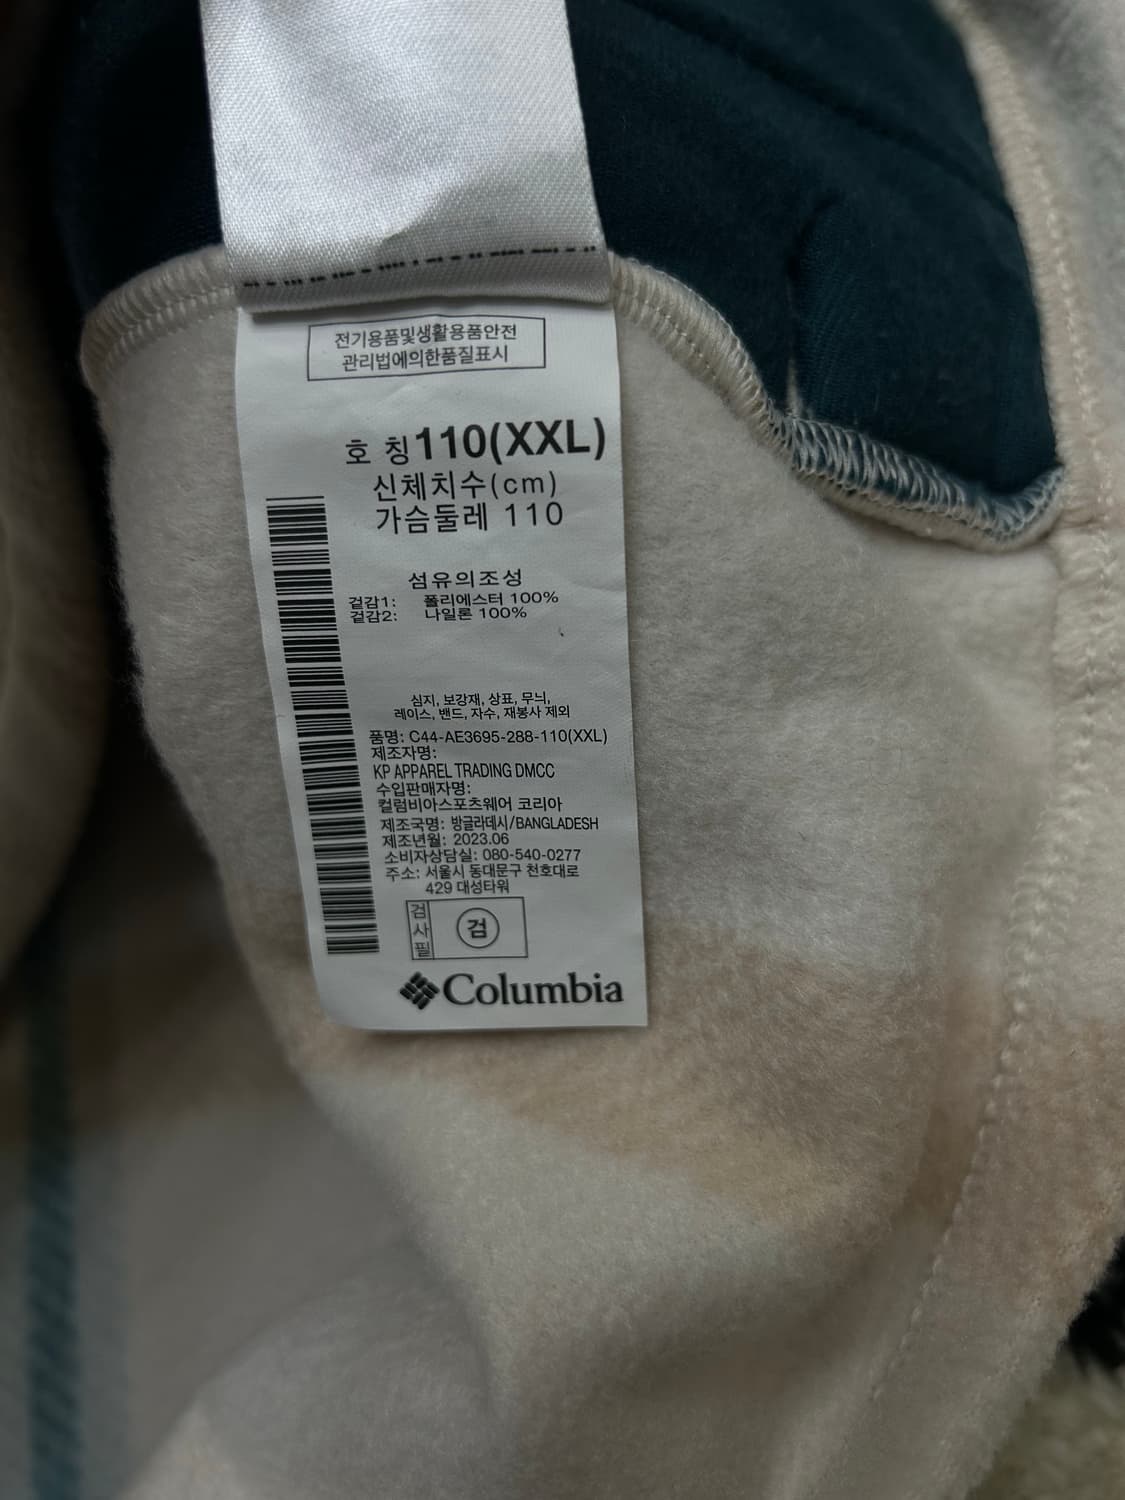 전기용품및생활용품안전
관리법에의한품질표시
호 칭 110(XXL)
신체치수(cm)
가슴둘레 110
섬유의조성
겉감1: 폴리에스터 100%
겉감2: 나일론 100%
심지, 보강재, 상표, 무늬,
레이스, 밴드, 자수, 재봉사 제외
품명: C44-AE3695-288-110(XXL)
제조자명:
KP APPAREL TRADING DMCC
수입판매자명:
컬럼비아스포츠웨어 코리아
제조국명: 방글라데시/BANGLADESH
제조년월: 2023.06
소비자상담실: 080-540-0277
주소: 서울시 동대문구 천호대로
429 대성타워
검사필 검
Columbia